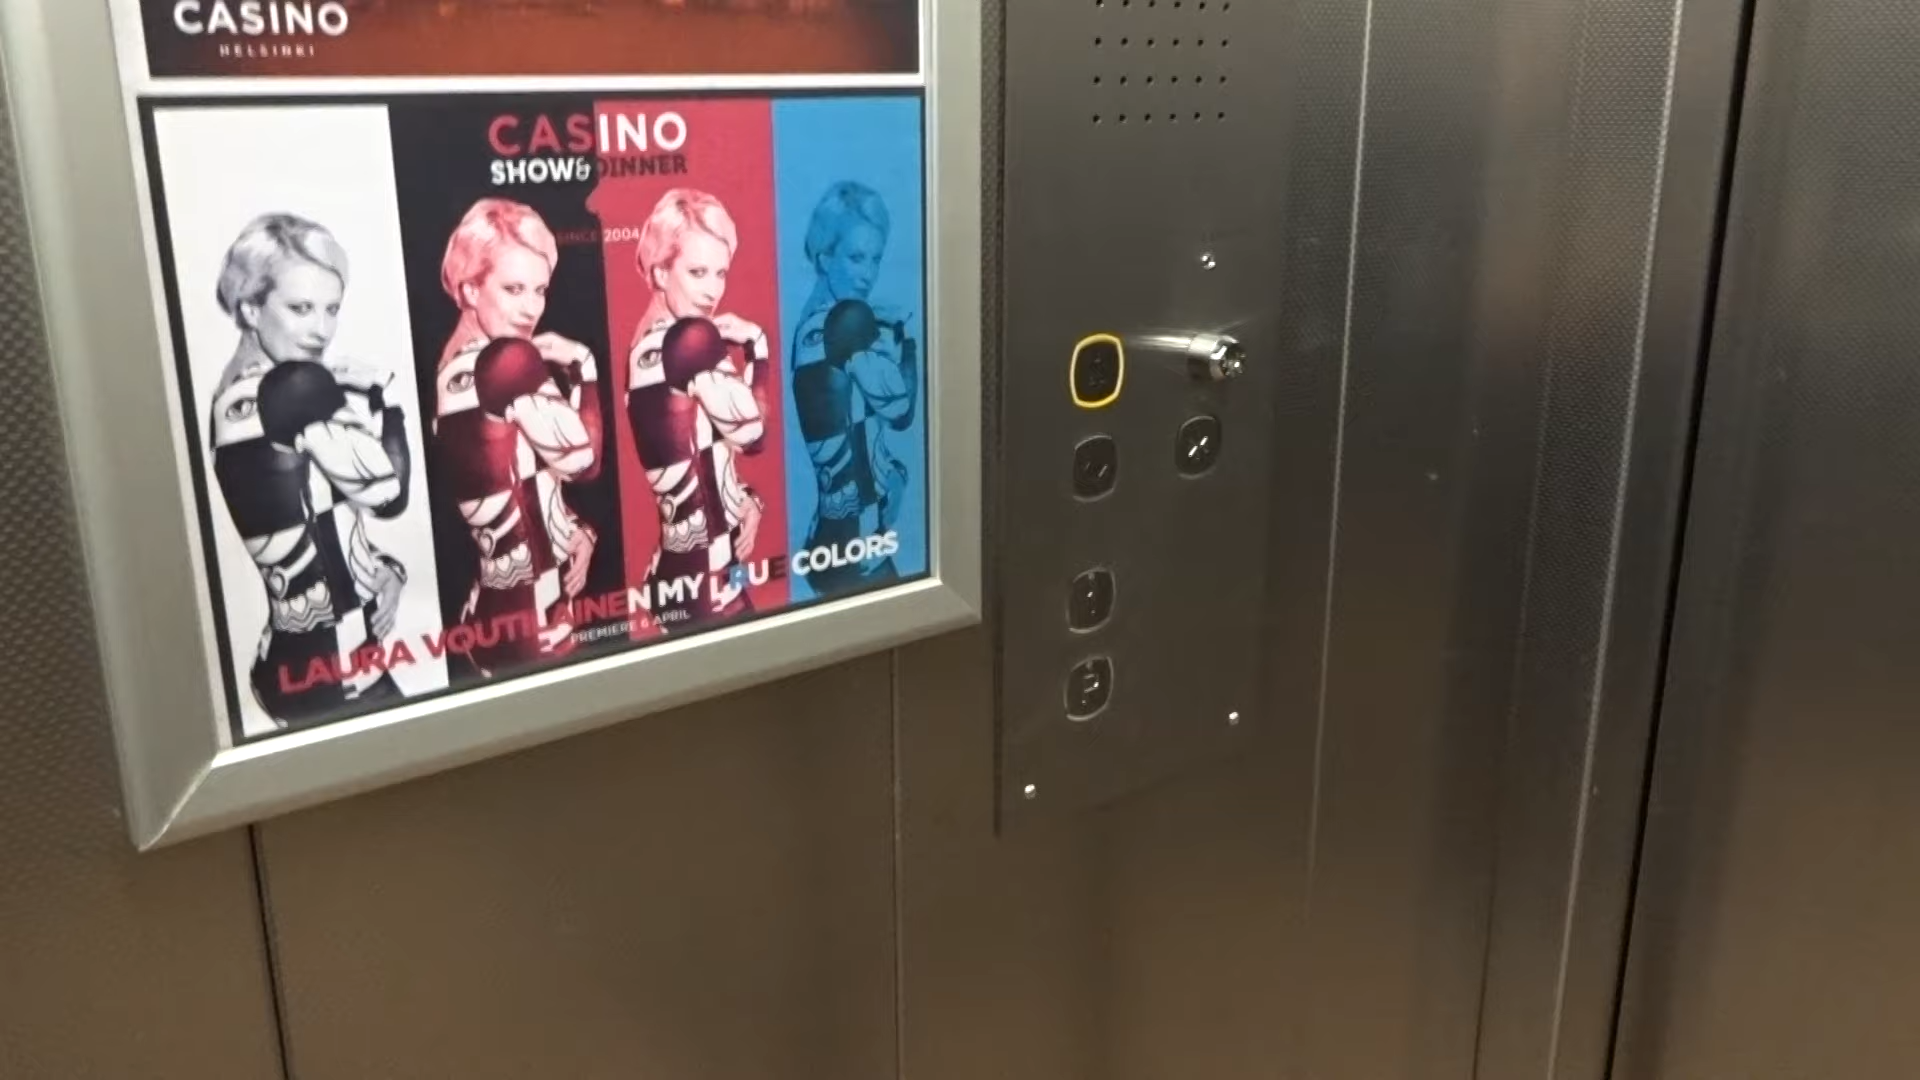 CASINO
HELSINKI
CASINO
SHOW& DINNER
SINCE 2004
LAURA VOUTILAINEN MY TRUE COLORS
PREMIERE 6 APRIL